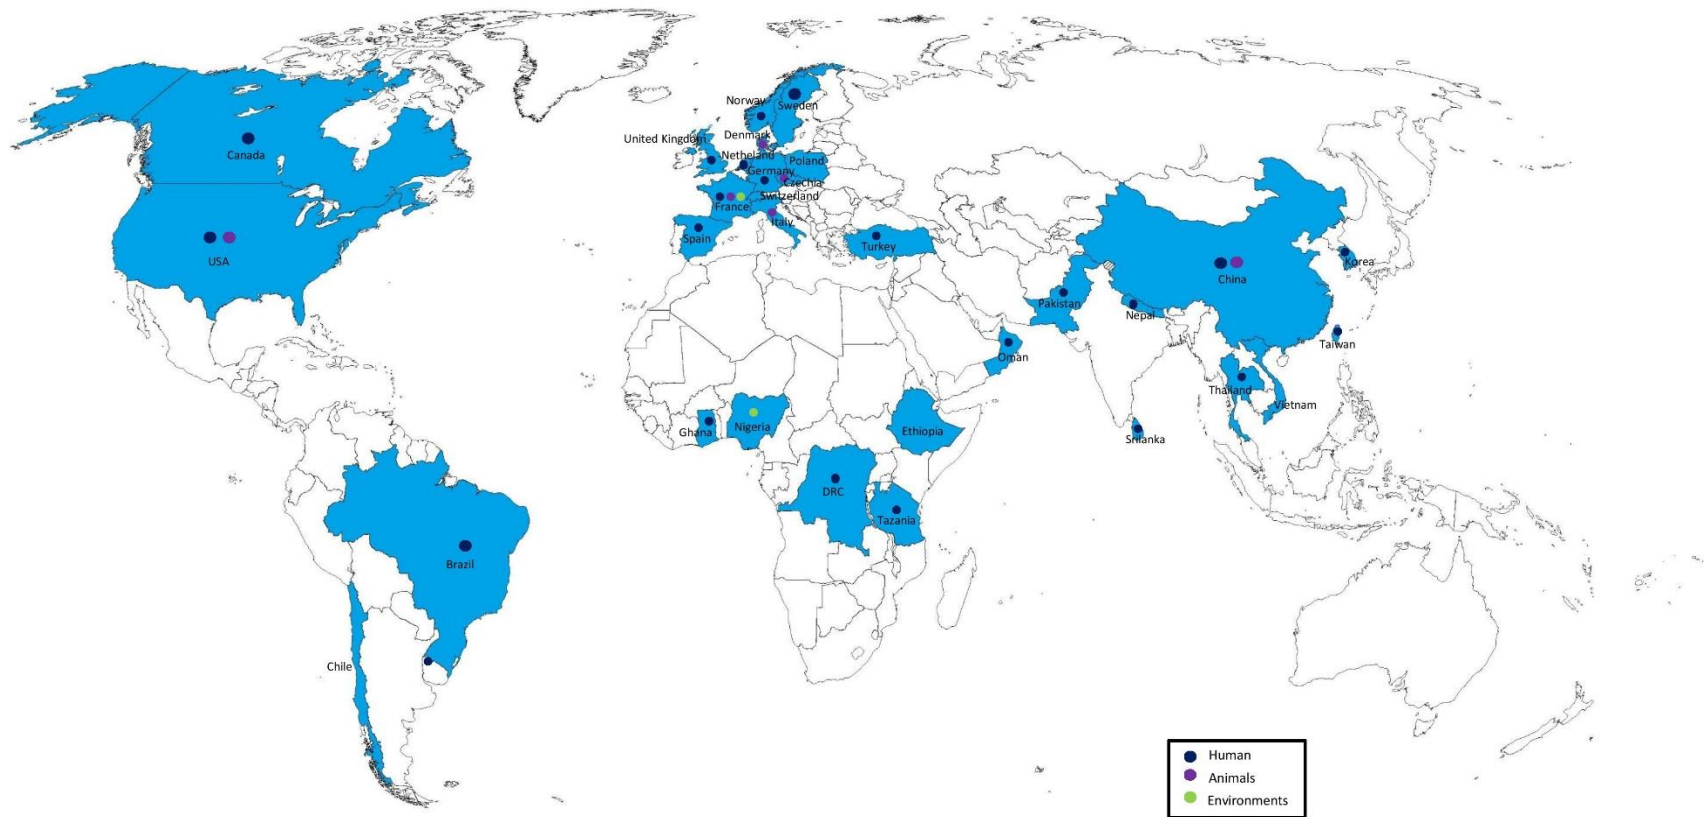 Norway
Sweden
United Kingdom
Denmark
Netheland
Poland
Germany
Czechia
Switzerland
France
Italy
Spain
Turkey
Canada
USA
China
Korea
Pakistan
Nepal
Taiwan
Oman
Thailand
Vietnam
Srilanka
Ghana
Nigeria
Ethiopia
DRC
Tazania
Brazil
Chile
Human
Animals
Environments